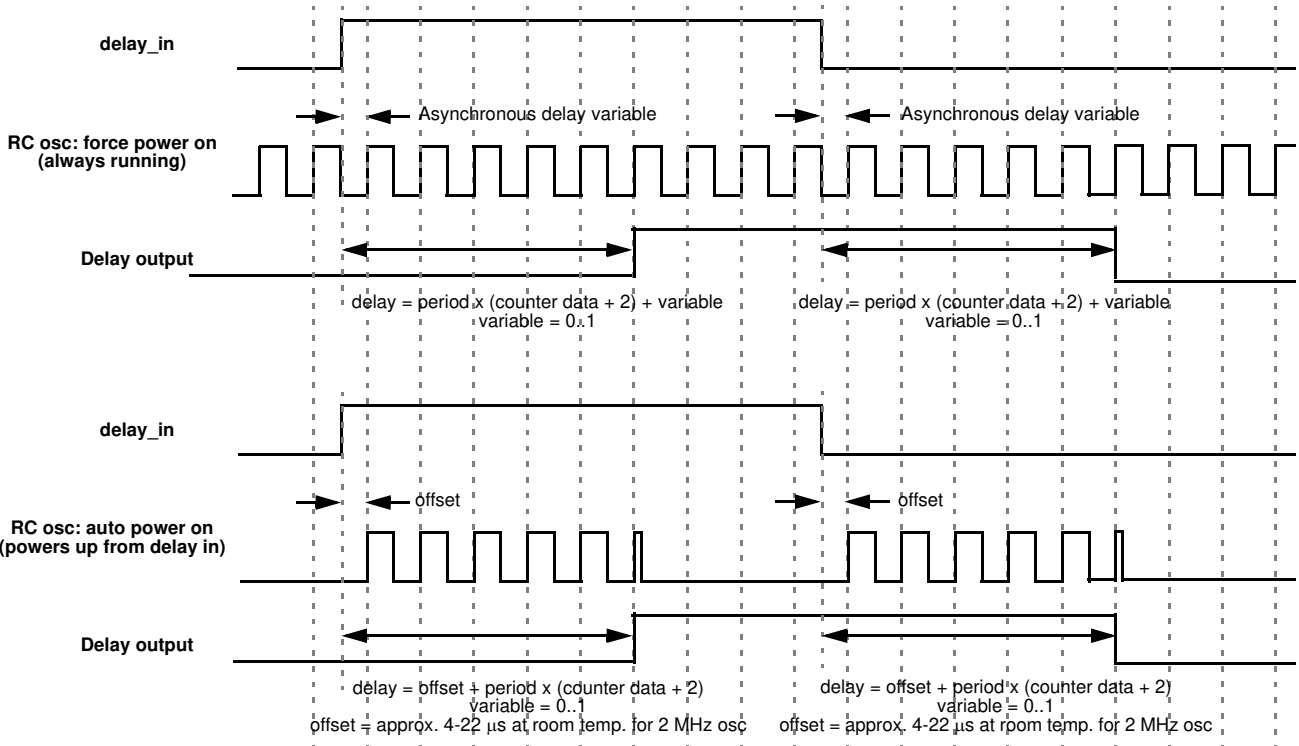 delay_in
Asynchronous delay variable
Asynchronous delay variable
RC osc: force power on
(always running)
Delay output
delay = period x (counter data + 2) + variable
variable = 0..1
delay = period x (counter data + 2) + variable
variable = 0..1
delay_in
offset
offset
RC osc: auto power on
(powers up from delay in)
Delay output
delay = offset + period x (counter data + 2)
variable = 0..1
offset = approx. 4-22 μs at room temp. for 2 MHz osc
delay = offset + period x (counter data + 2)
variable = 0..1
offset = approx. 4-22 μs at room temp. for 2 MHz osc